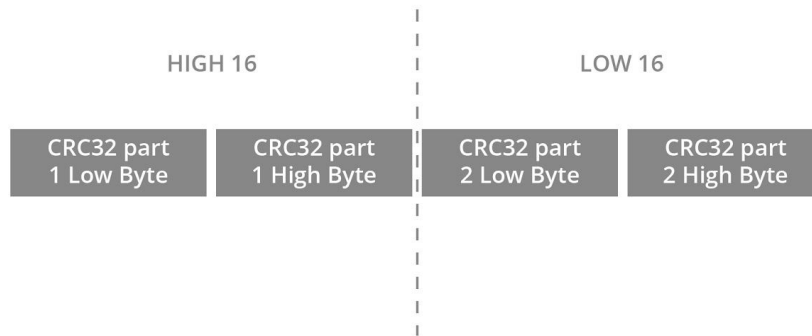 HIGH 16
LOW 16
CRC32 part
1 Low Byte
CRC32 part
1 High Byte
CRC32 part
2 Low Byte
CRC32 part
2 High Byte